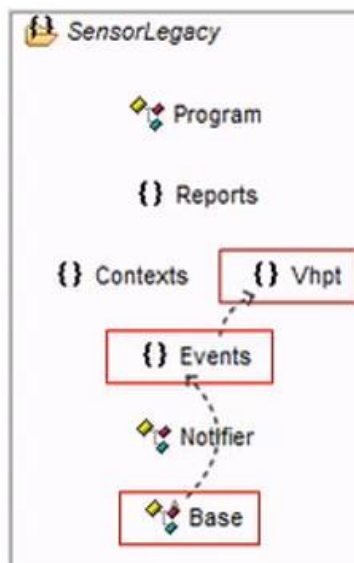 {} SensorLegacy
Program
{} Reports
{} Contexts {} Vhpt
{} Events
Notifier
Base